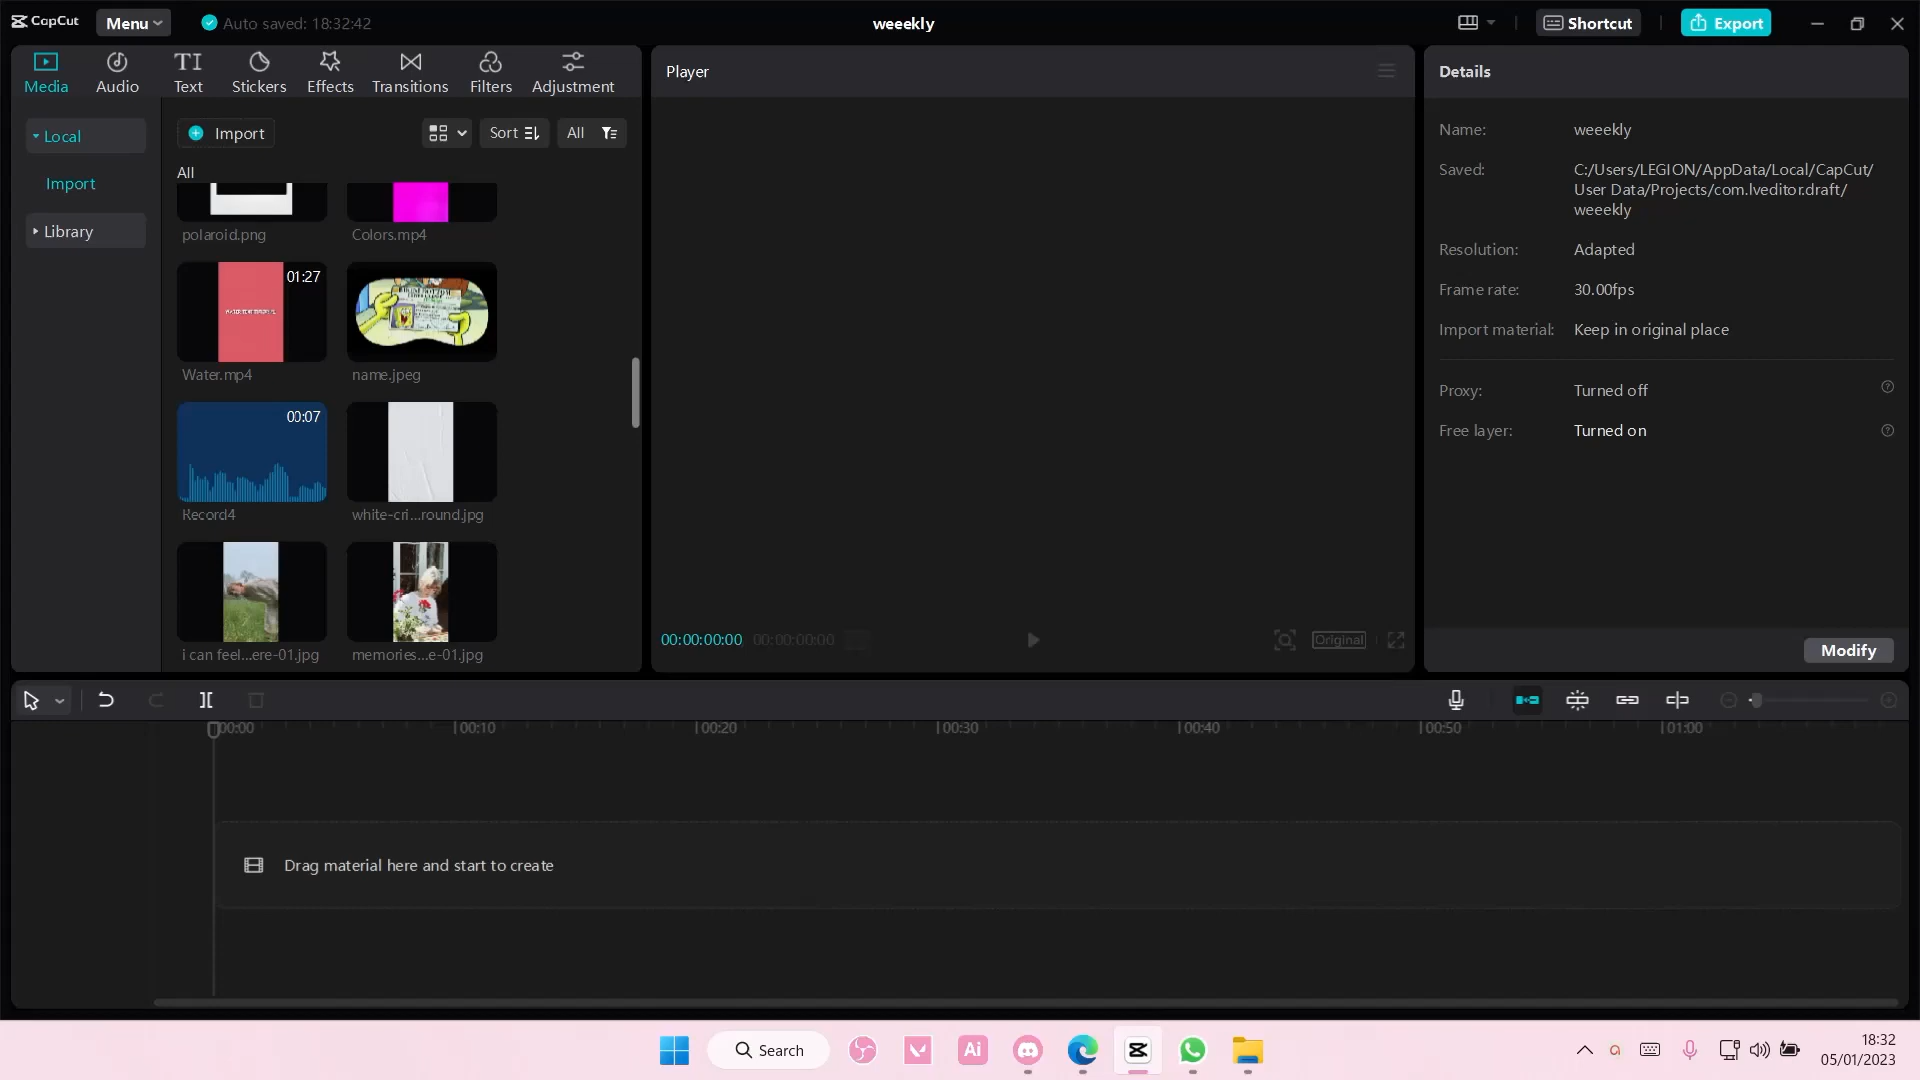 CapCut
Menu
Auto saved: 18:32:42
weeekly
Shortcut
Export
Media
Audio
Text
Stickers
Effects
Transitions
Filters
Adjustment
Player
Details
Local
Import
Library
Import
Sort
All
All
polaroid.png
Colors.mp4
01:27
Water.mp4
name.jpeg
00:07
Record4
white-cri...round.jpg
i can feel...ere-01.jpg
memories...e-01.jpg
00:00:00:00
00:00:00:00
Original
Name:
weeekly
Saved:
C:/Users/LEGION/AppData/Local/CapCut/
User Data/Projects/com.lveditor.draft/
weeekly
Resolution:
Adapted
Frame rate:
30.00fps
Import material:
Keep in original place
Proxy:
Turned off
Free layer:
Turned on
Modify
00:00
00:10
00:20
00:30
00:40
00:50
01:00
Drag material here and start to create
Search
Ai
18:32
05/01/2023